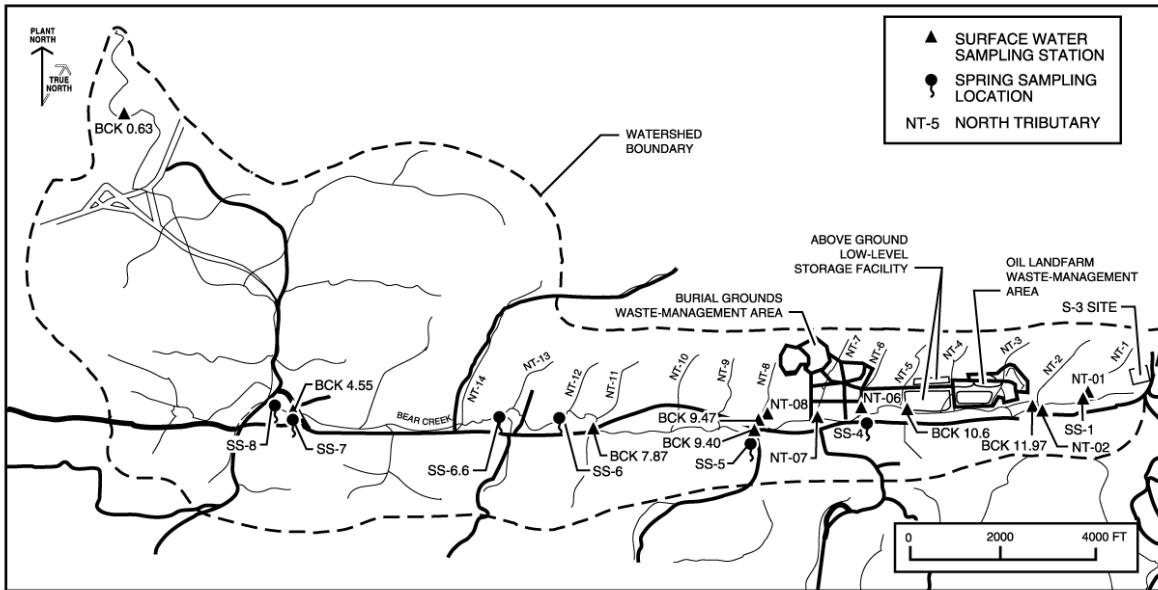 PLANT
NORTH
TRUE
NORTH
BCK 0.63
WATERSHED
BOUNDARY
SURFACE WATER
SAMPLING STATION
SPRING SAMPLING
LOCATION
NT-5 NORTH TRIBUTARY
ABOVE GROUND
LOW-LEVEL
STORAGE FACILITY
OIL LANDFARM
WASTE-MANAGEMENT
AREA
BURIAL GROUNDS
WASTE-MANAGEMENT AREA
S-3 SITE
NT-14
NT-13
NT-12
NT-11
NT-10
NT-9
NT-8
NT-7
NT-6
NT-5
NT-4
NT-3
NT-2
NT-1
BCK 4.55
BEAR CREEK
BCK 9.47
NT-08
NT-06
NT-01
SS-8
SS-7
SS-6.6
SS-6
BCK 7.87
BCK 9.40
SS-5
NT-07
SS-4
BCK 10.6
BCK 11.97
SS-1
NT-02
0 2000 4000 FT